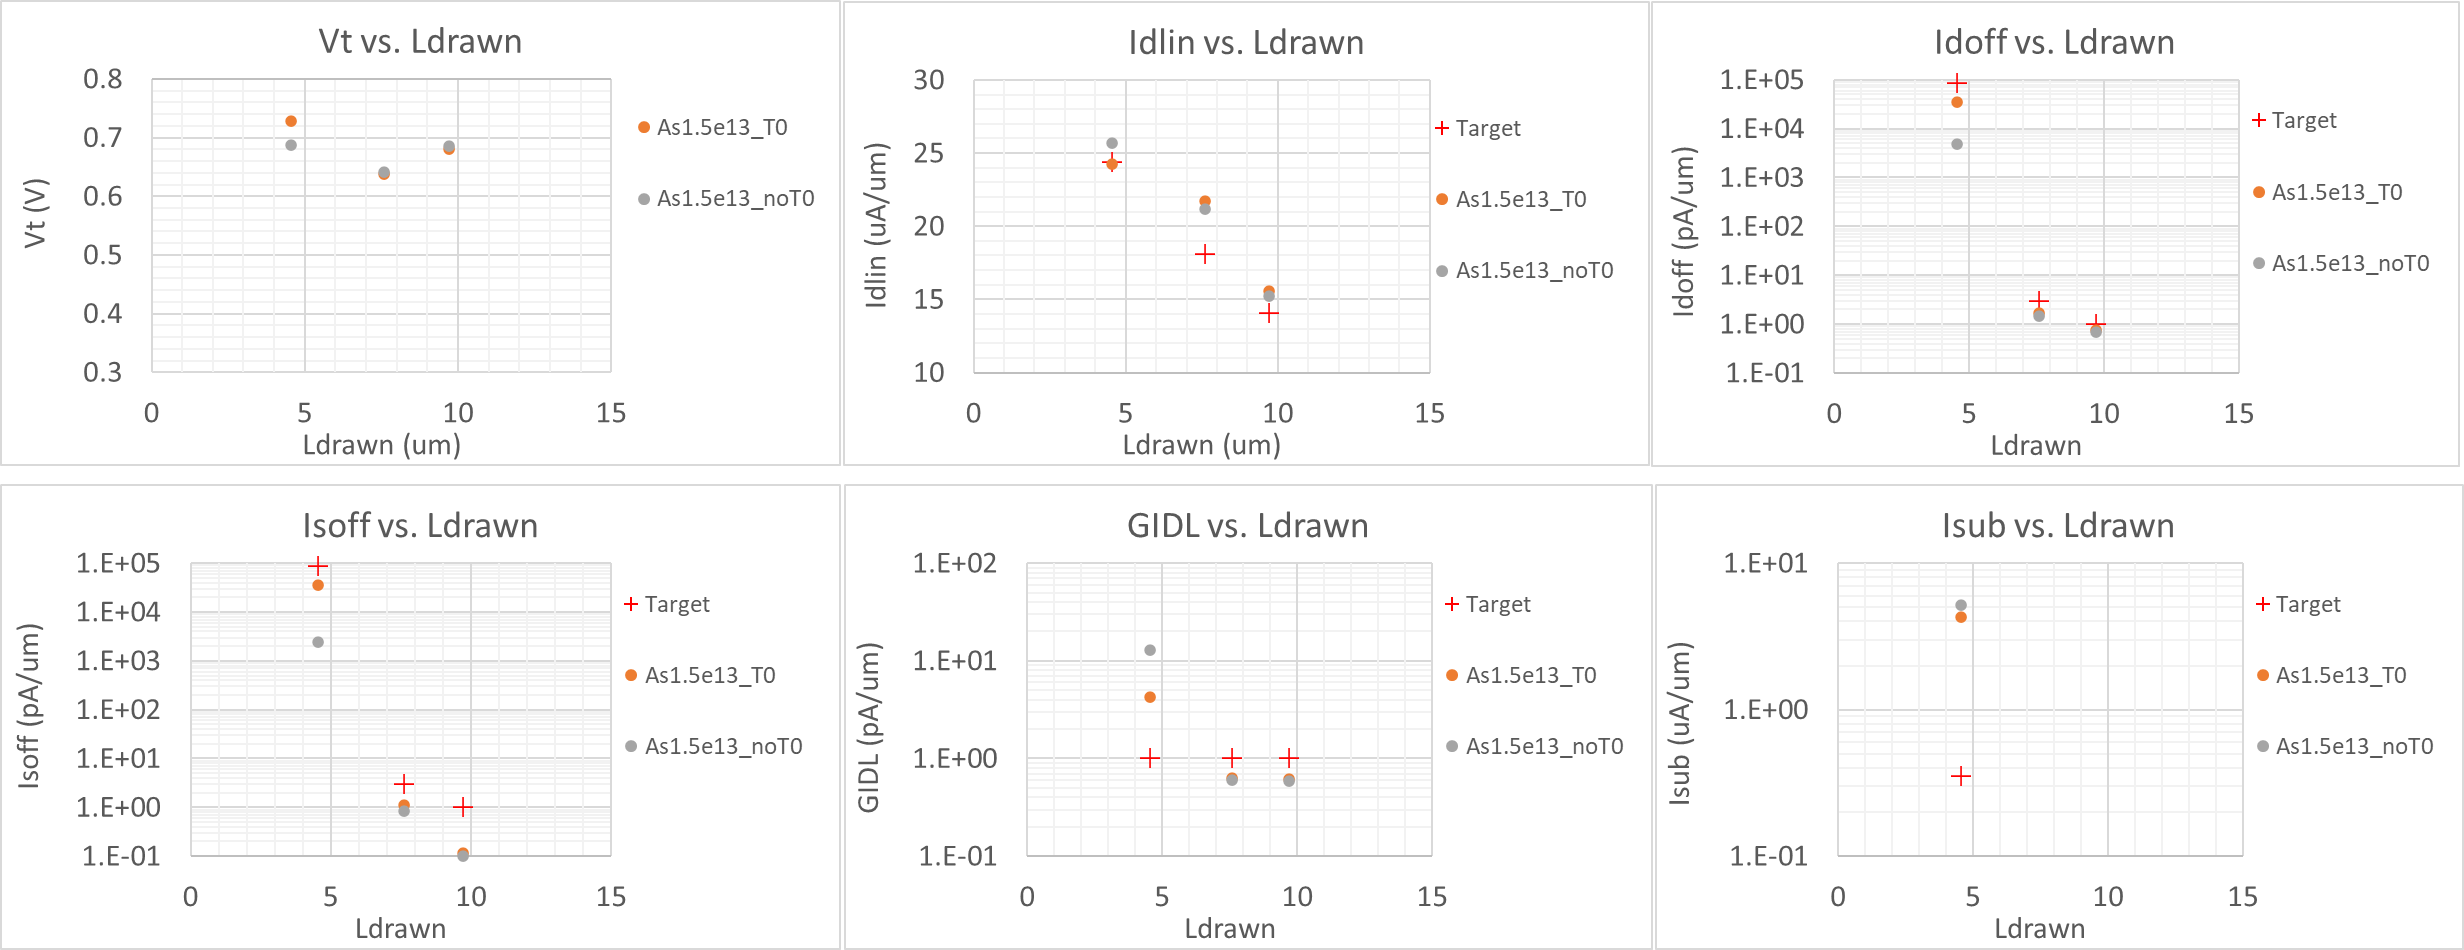 Vt vs. Ldrawn
0.8
0.7
0.6
0.5
0.4
0.3
0
5
10
15
Vt (V)
Ldrawn (um)
As1.5e13_T0
As1.5e13_noT0
Idlin vs. Ldrawn
30
25
20
15
10
0
5
10
15
Idlin (uA/um)
Ldrawn (um)
Target
As1.5e13_T0
As1.5e13_noT0
Idoff vs. Ldrawn
1.E+05
1.E+04
1.E+03
1.E+02
1.E+01
1.E+00
1.E-01
0
5
10
15
Idoff (pA/um)
Ldrawn
Target
As1.5e13_T0
As1.5e13_noT0
Isoff vs. Ldrawn
1.E+05
1.E+04
1.E+03
1.E+02
1.E+01
1.E+00
1.E-01
0
5
10
15
Isoff (pA/um)
Ldrawn
Target
As1.5e13_T0
As1.5e13_noT0
GIDL vs. Ldrawn
1.E+02
1.E+01
1.E+00
1.E-01
0
5
10
15
GIDL (pA/um)
Ldrawn
Target
As1.5e13_T0
As1.5e13_noT0
Isub vs. Ldrawn
1.E+01
1.E+00
1.E-01
0
5
10
15
Isub (uA/um)
Ldrawn
Target
As1.5e13_T0
As1.5e13_noT0